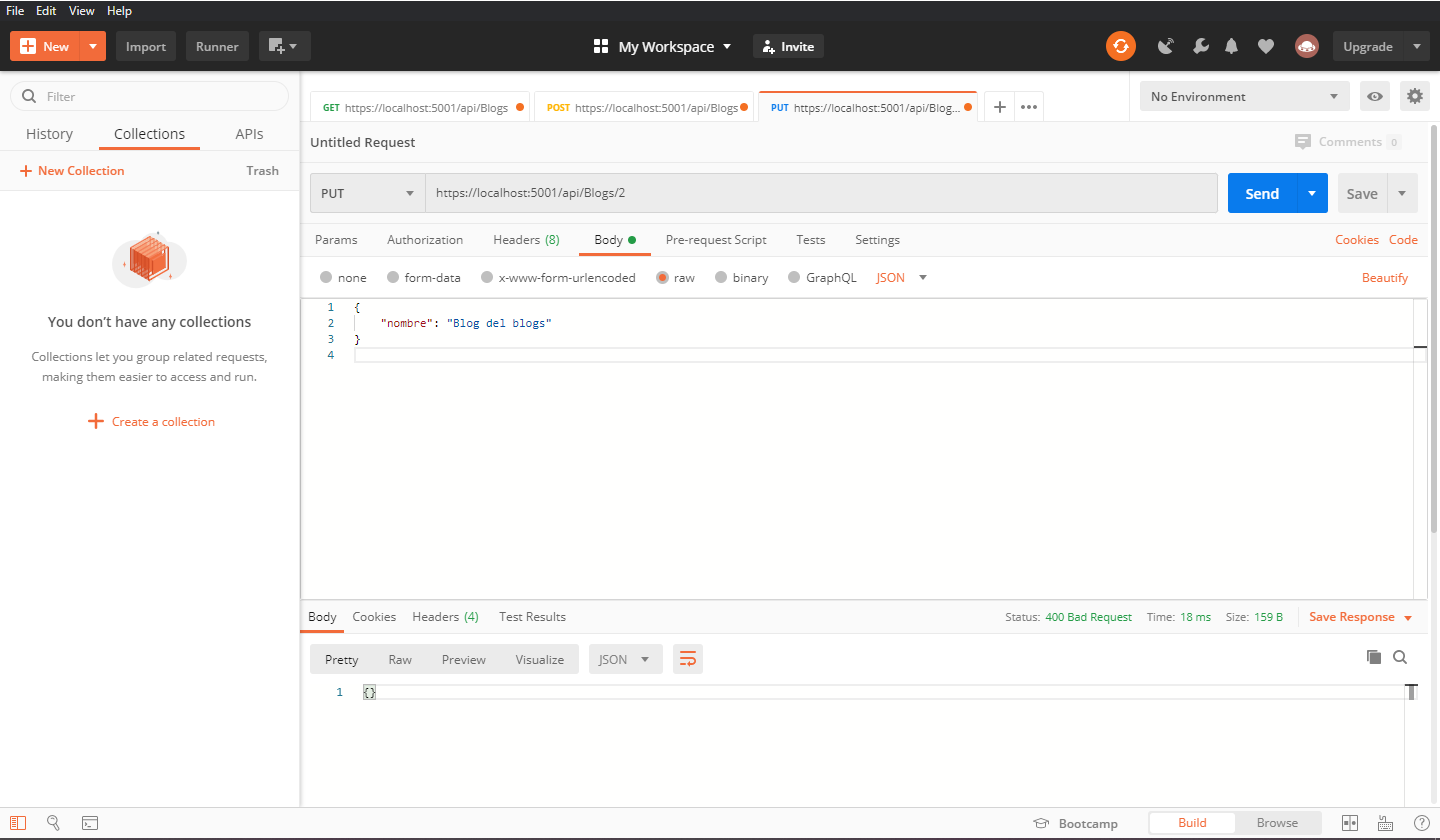 File Edit View Help
New Import Runner My Workspace Invite Upgrade
Filter
GET https://localhost:5001/api/Blogs POST https://localhost:5001/api/Blogs PUT https://localhost:5001/api/Blog... No Environment
History Collections APIs
Untitled Request Comments 0
New Collection Trash
PUT https://localhost:5001/api/Blogs/2 Send Save
Params Authorization Headers (8) Body Pre-request Script Tests Settings Cookies Code
none form-data x-www-form-urlencoded raw binary GraphQL JSON Beautify
1 {
2 "nombre": "Blog del blogs"
3 }
4
You don't have any collections
Collections let you group related requests,
making them easier to access and run.
Create a collection
Body Cookies Headers (4) Test Results Status: 400 Bad Request Time: 18 ms Size: 159 B Save Response
Pretty Raw Preview Visualize JSON
1 {}
Bootcamp Build Browse